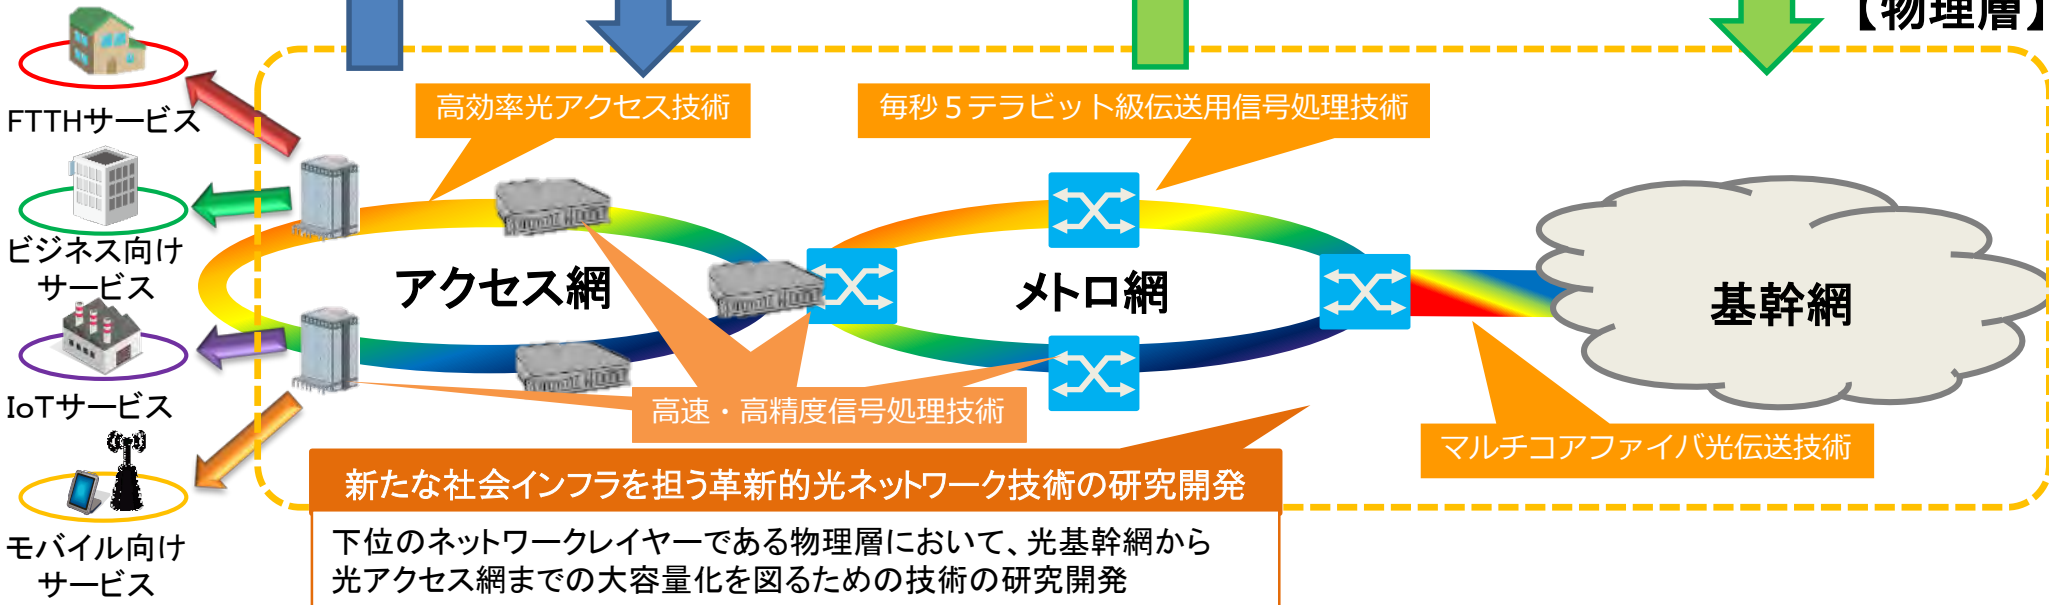 【物理層】
FTTHサービス
高効率光アクセス技術
毎秒５テラビット級伝送用信号処理技術
ビジネス向け
サービス
アクセス網
メトロ網
基幹網
IoTサービス
高速・高精度信号処理技術
マルチコアファイバ光伝送技術
新たな社会インフラを担う革新的光ネットワーク技術の研究開発
モバイル向け
サービス
下位のネットワークレイヤーである物理層において、光基幹網から
光アクセス網までの大容量化を図るための技術の研究開発